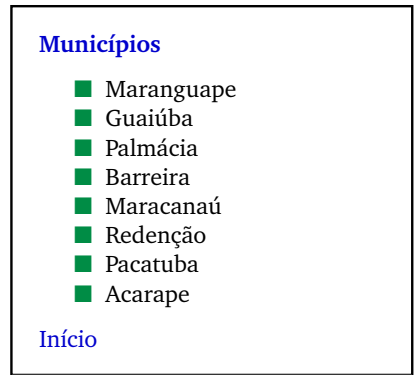 Municípios
Maranguape
Guaiúba
Palmácia
Barreira
Maracanaú
Redenção
Pacatuba
Acarape
Início